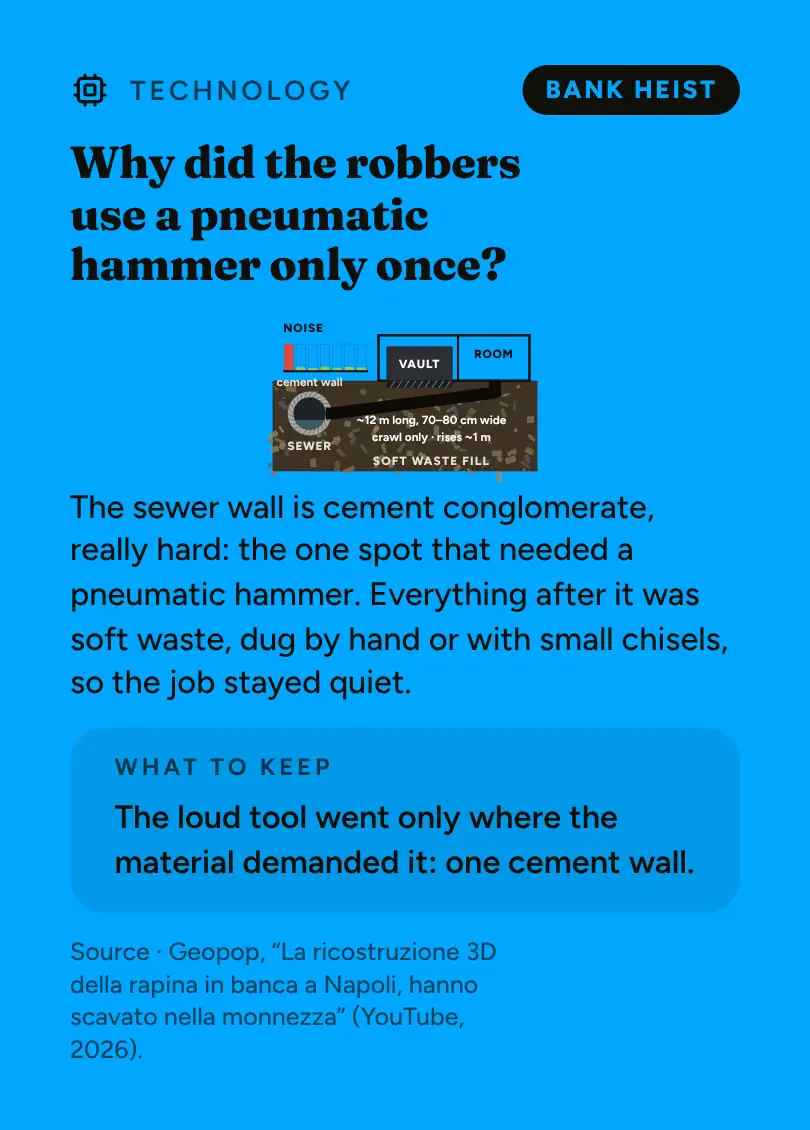 TECHNOLOGY
BANK HEIST
Why did the robbers
use a pneumatic
hammer only once?
NOISE
VAULT
ROOM
cement wall
~12 m long, 70–80 cm wide
crawl only · rises ~1 m
SEWER
SOFT WASTE FILL
The sewer wall is cement conglomerate,
really hard: the one spot that needed a
pneumatic hammer. Everything after it was
soft waste, dug by hand or with small chisels,
so the job stayed quiet.
WHAT TO KEEP
The loud tool went only where the
material demanded it: one cement wall.
Source · Geopop, “La ricostruzione 3D
della rapina in banca a Napoli, hanno
scavato nella monnezza” (YouTube,
2026).